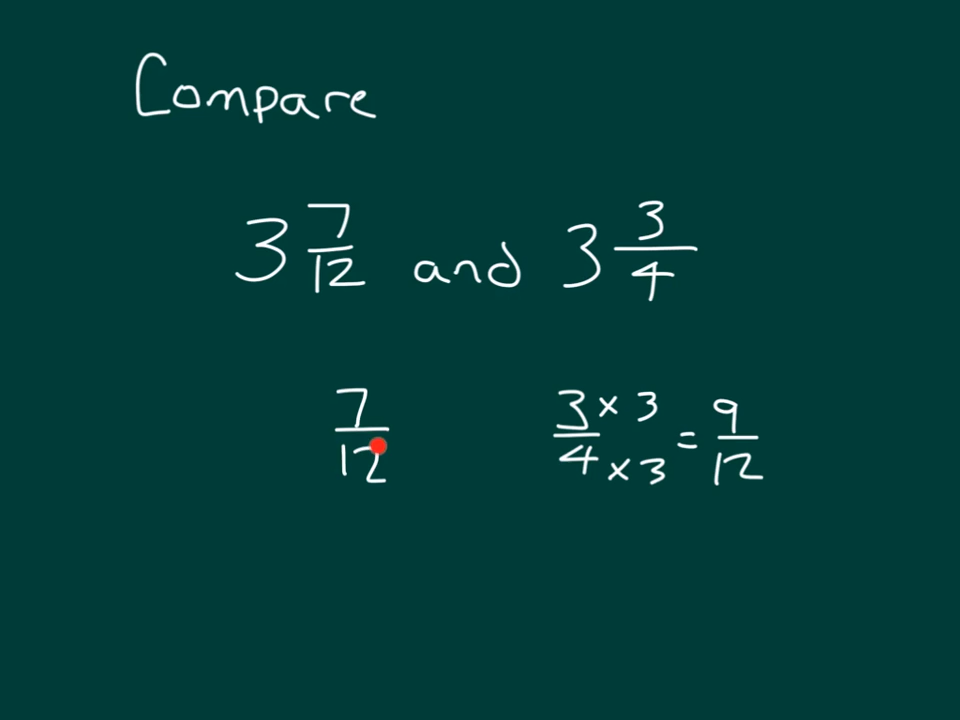 Compare
3 7/12 and 3 3/4
7/12 3 × 3 / 4 × 3 = 9/12